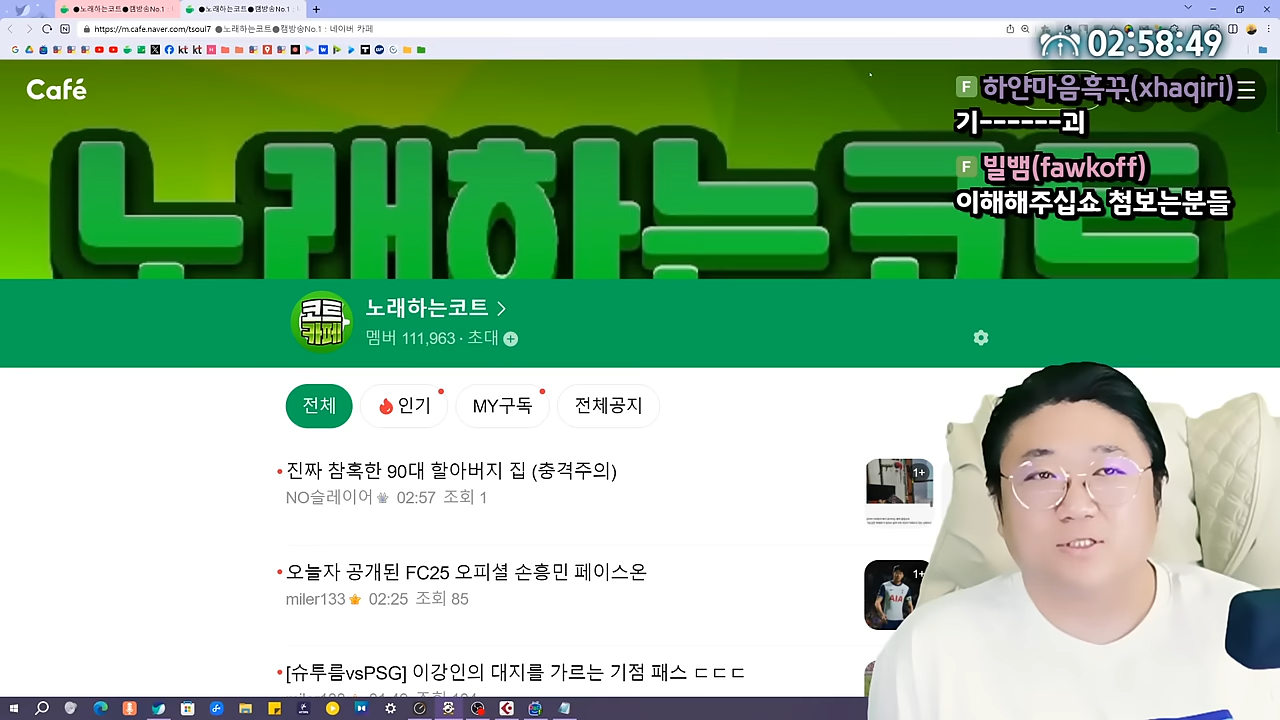 ●노래하는코트●캠방송No.1 :
●노래하는코트●캠방송No.1 :
https://m.cafe.naver.com/tsoul7 ●노래하는코트●캠방송No.1 : 네이버 카페
02:58:49
Café
F 하얀마음흑꾸(xhaqiri)
기------괴
F 빌뱀(fawkoff)
이해해주십쇼 첨보는분들
노래하는코트
코트
카페
노래하는코트
멤버 111,963 · 초대
전체
인기
MY구독
전체공지
진짜 참혹한 90대 할아버지 집 (충격주의)
NO슬레이어 02:57 조회 1
1+
오늘자 공개된 FC25 오피셜 손흥민 페이스온
miler133 02:25 조회 85
1+
AIA
[슈투름vsPSG] 이강인의 대지를 가르는 기점 패스 ㄷㄷㄷ